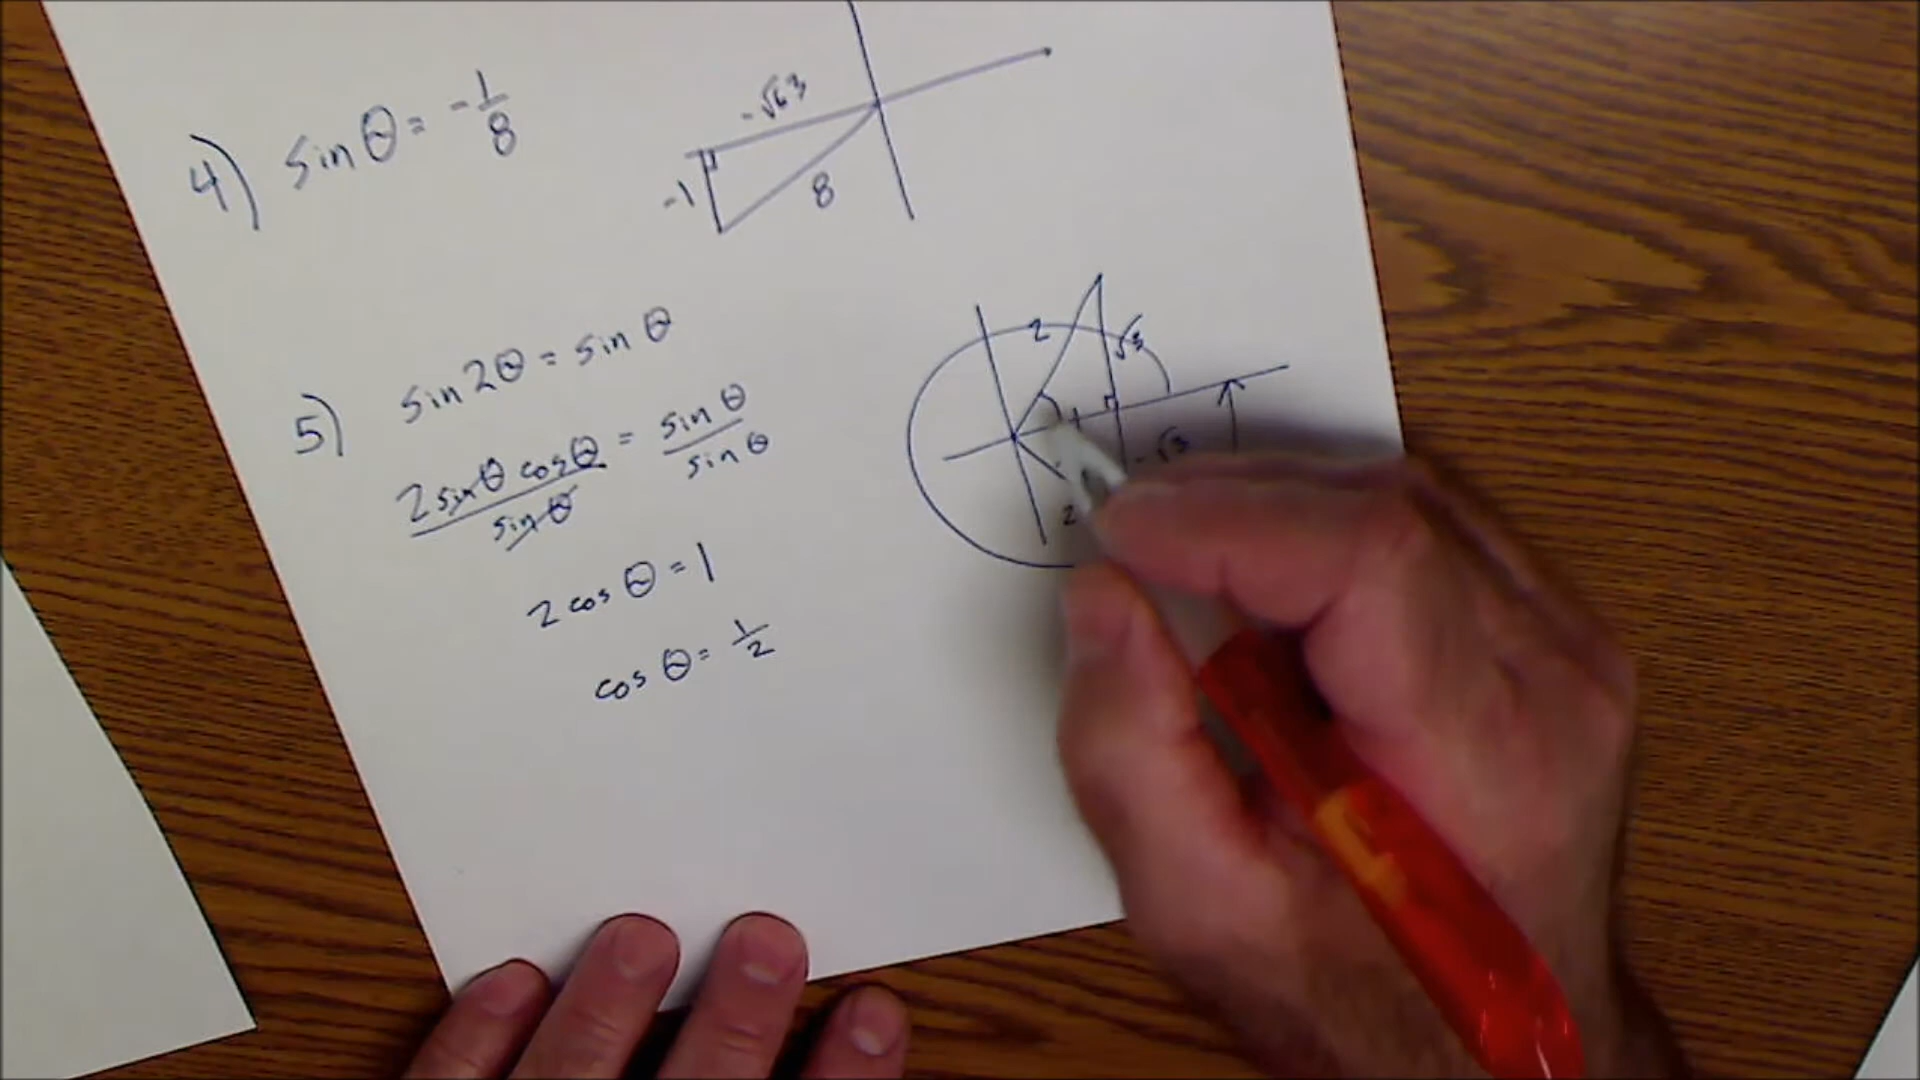 4) sin θ = -1/8
-√63
-1
8
5) sin 2θ = sin θ
2 sin θ cos θ / sin θ = sin θ / sin θ
2 cos θ = 1
cos θ = 1/2
2
√3
1
-√3
2